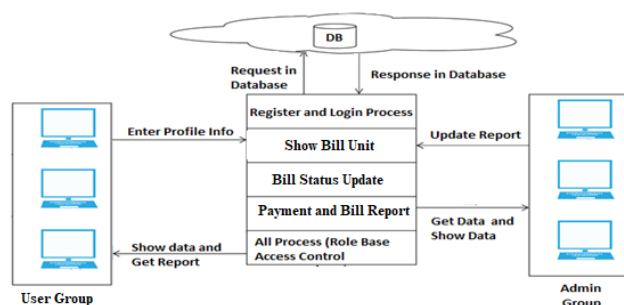 DB
Request in
Database
Response in Database
Register and Login Process
Enter Profile Info
Update Report
Show Bill Unit
Bill Status Update
Payment and Bill Report
Get Data and
Show Data
Show data and
Get Report
All Process (Role Base
Access Control
User Group
Admin
Group